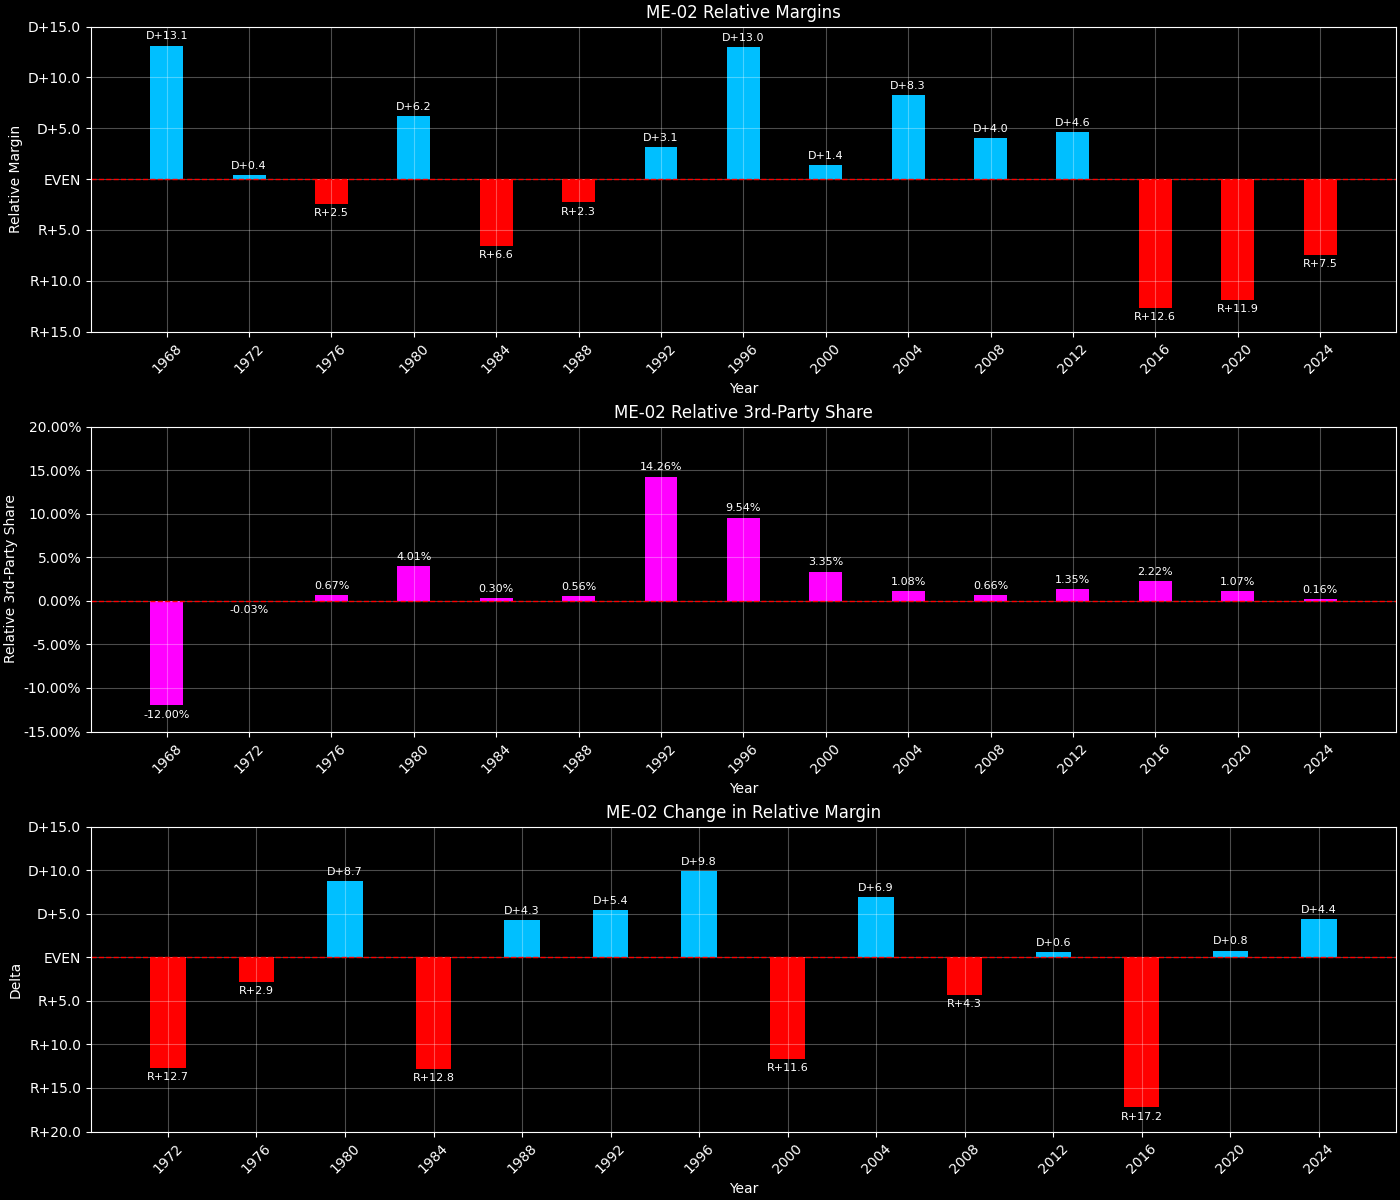 ME-02 Relative Margins
Relative Margin
D+15.0
D+10.0
D+5.0
EVEN
R+5.0
R+10.0
R+15.0
D+13.1
D+0.4
R+2.5
D+6.2
R+6.6
R+2.3
D+3.1
D+13.0
D+1.4
D+8.3
D+4.0
D+4.6
R+12.6
R+11.9
R+7.5
1968
1972
1976
1980
1984
1988
1992
1996
2000
2004
2008
2012
2016
2020
2024
Year
ME-02 Relative 3rd-Party Share
Relative 3rd-Party Share
20.00%
15.00%
10.00%
5.00%
0.00%
-5.00%
-10.00%
-15.00%
-12.00%
-0.03%
0.67%
4.01%
0.30%
0.56%
14.26%
9.54%
3.35%
1.08%
0.66%
1.35%
2.22%
1.07%
0.16%
1968
1972
1976
1980
1984
1988
1992
1996
2000
2004
2008
2012
2016
2020
2024
Year
ME-02 Change in Relative Margin
Delta
D+15.0
D+10.0
D+5.0
EVEN
R+5.0
R+10.0
R+15.0
R+20.0
R+12.7
R+2.9
D+8.7
R+12.8
D+4.3
D+5.4
D+9.8
R+11.6
D+6.9
R+4.3
D+0.6
R+17.2
D+0.8
D+4.4
1972
1976
1980
1984
1988
1992
1996
2000
2004
2008
2012
2016
2020
2024
Year